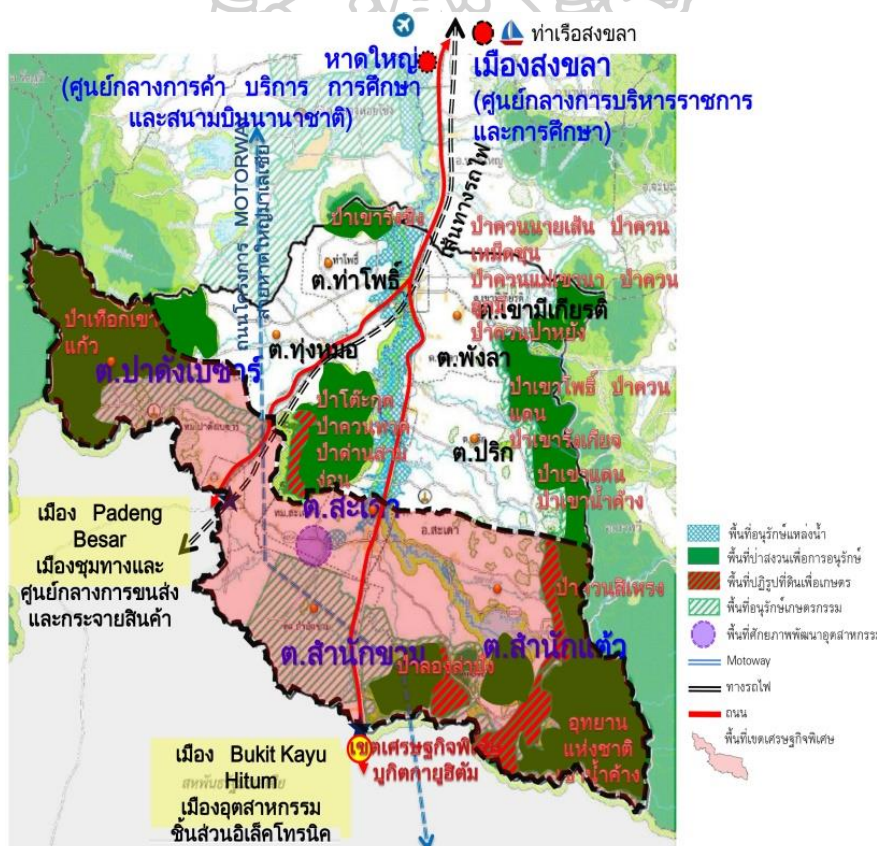 ท่าเรือสงขลา
หาดใหญ่
(ศูนย์กลางการค้า บริการ การศึกษา
และสนามบินนานาชาติ)
เมืองสงขลา
(ศูนย์กลางการบริหารราชการ
และการศึกษา)
ถนนโครงการ MOTORWAY
สายหาดใหญ่มาเลเซีย
เส้นทางรถไฟ
ป่าเขารังชิง
ป่าควนนายเส้น ป่าควน
เหม็ดชุน
ป่าควนแม่เขานา ป่าควน
ป่าควนป่าหยัง
ท่าโพธิ์
ต.ท่าโพธิ์
ต.เขามีเกียรติ
ป่าเทือกเขา
แก้ว
ต.ทุ่งหมอ
ต.พังลา
ต.ปาดังเบซาร์
ป่าเขาโพธิ์ ป่าควน
แดน
ป่าเขารังเกียจ
ป่าเขาแดน
ป่าเขาน้ำค้าง
ป่าโต๊ะกุด
ป่าด่านสาม
ง่อน
ต.ปริก
ต.สะเดา
อ.สะเดา
เมือง Padeng
Besar
เมืองชุมทางและ
ศูนย์กลางการขนส่ง
และกระจายสินค้า
ต.สำนักขาม
ต.สำนักแต้ว
อุทยาน
แห่งชาติ
เขาน้ำค้าง
เขตเศรษฐกิจพิเศษ
บูกิตกายูฮิตัม
เมือง Bukit Kayu
Hitum
เมืองอุตสาหกรรม
ชิ้นส่วนอิเล็คโทรนิค
พื้นที่อนุรักษ์แหล่งน้ำ
พื้นที่ป่าสงวนเพื่อการอนุรักษ์
พื้นที่ปฏิรูปที่ดินเพื่อเกษตร
พื้นที่อนุรักษ์เกษตรกรรม
พื้นที่ศักยภาพพัฒนาอุตสาหกรรม
Motoway
ทางรถไฟ
ถนน
พื้นที่เขตเศรษฐกิจพิเศษ